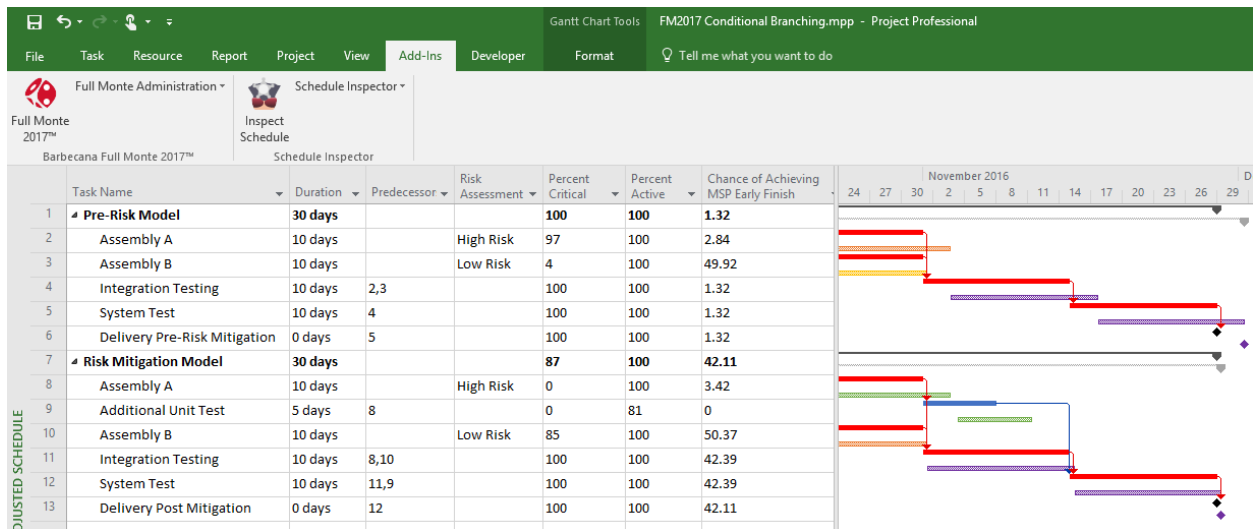 Gantt Chart Tools FM2017 Conditional Branching.mpp - Project Professional
File Task Resource Report Project View Add-Ins Developer Format Tell me what you want to do
Full Monte 2017™ Full Monte Administration Inspect Schedule Schedule Inspector
Barbecana Full Monte 2017™ Schedule Inspector
Task Name Duration Predecessor Risk Assessment Percent Critical Percent Active Chance of Achieving MSP Early Finish November 2016 D
24 27 30 2 5 8 11 14 17 20 23 26 29
1 Pre-Risk Model 30 days 100 100 1.32
2 Assembly A 10 days High Risk 97 100 2.84
3 Assembly B 10 days Low Risk 4 100 49.92
4 Integration Testing 10 days 2,3 100 100 1.32
5 System Test 10 days 4 100 100 1.32
6 Delivery Pre-Risk Mitigation 0 days 5 100 100 1.32
7 Risk Mitigation Model 30 days 87 100 42.11
8 Assembly A 10 days High Risk 0 100 3.42
9 Additional Unit Test 5 days 8 0 81 0
10 Assembly B 10 days Low Risk 85 100 50.37
11 Integration Testing 10 days 8,10 100 100 42.39
12 System Test 10 days 11,9 100 100 42.39
13 Delivery Post Mitigation 0 days 12 100 100 42.11
DJUSTED SCHEDULE